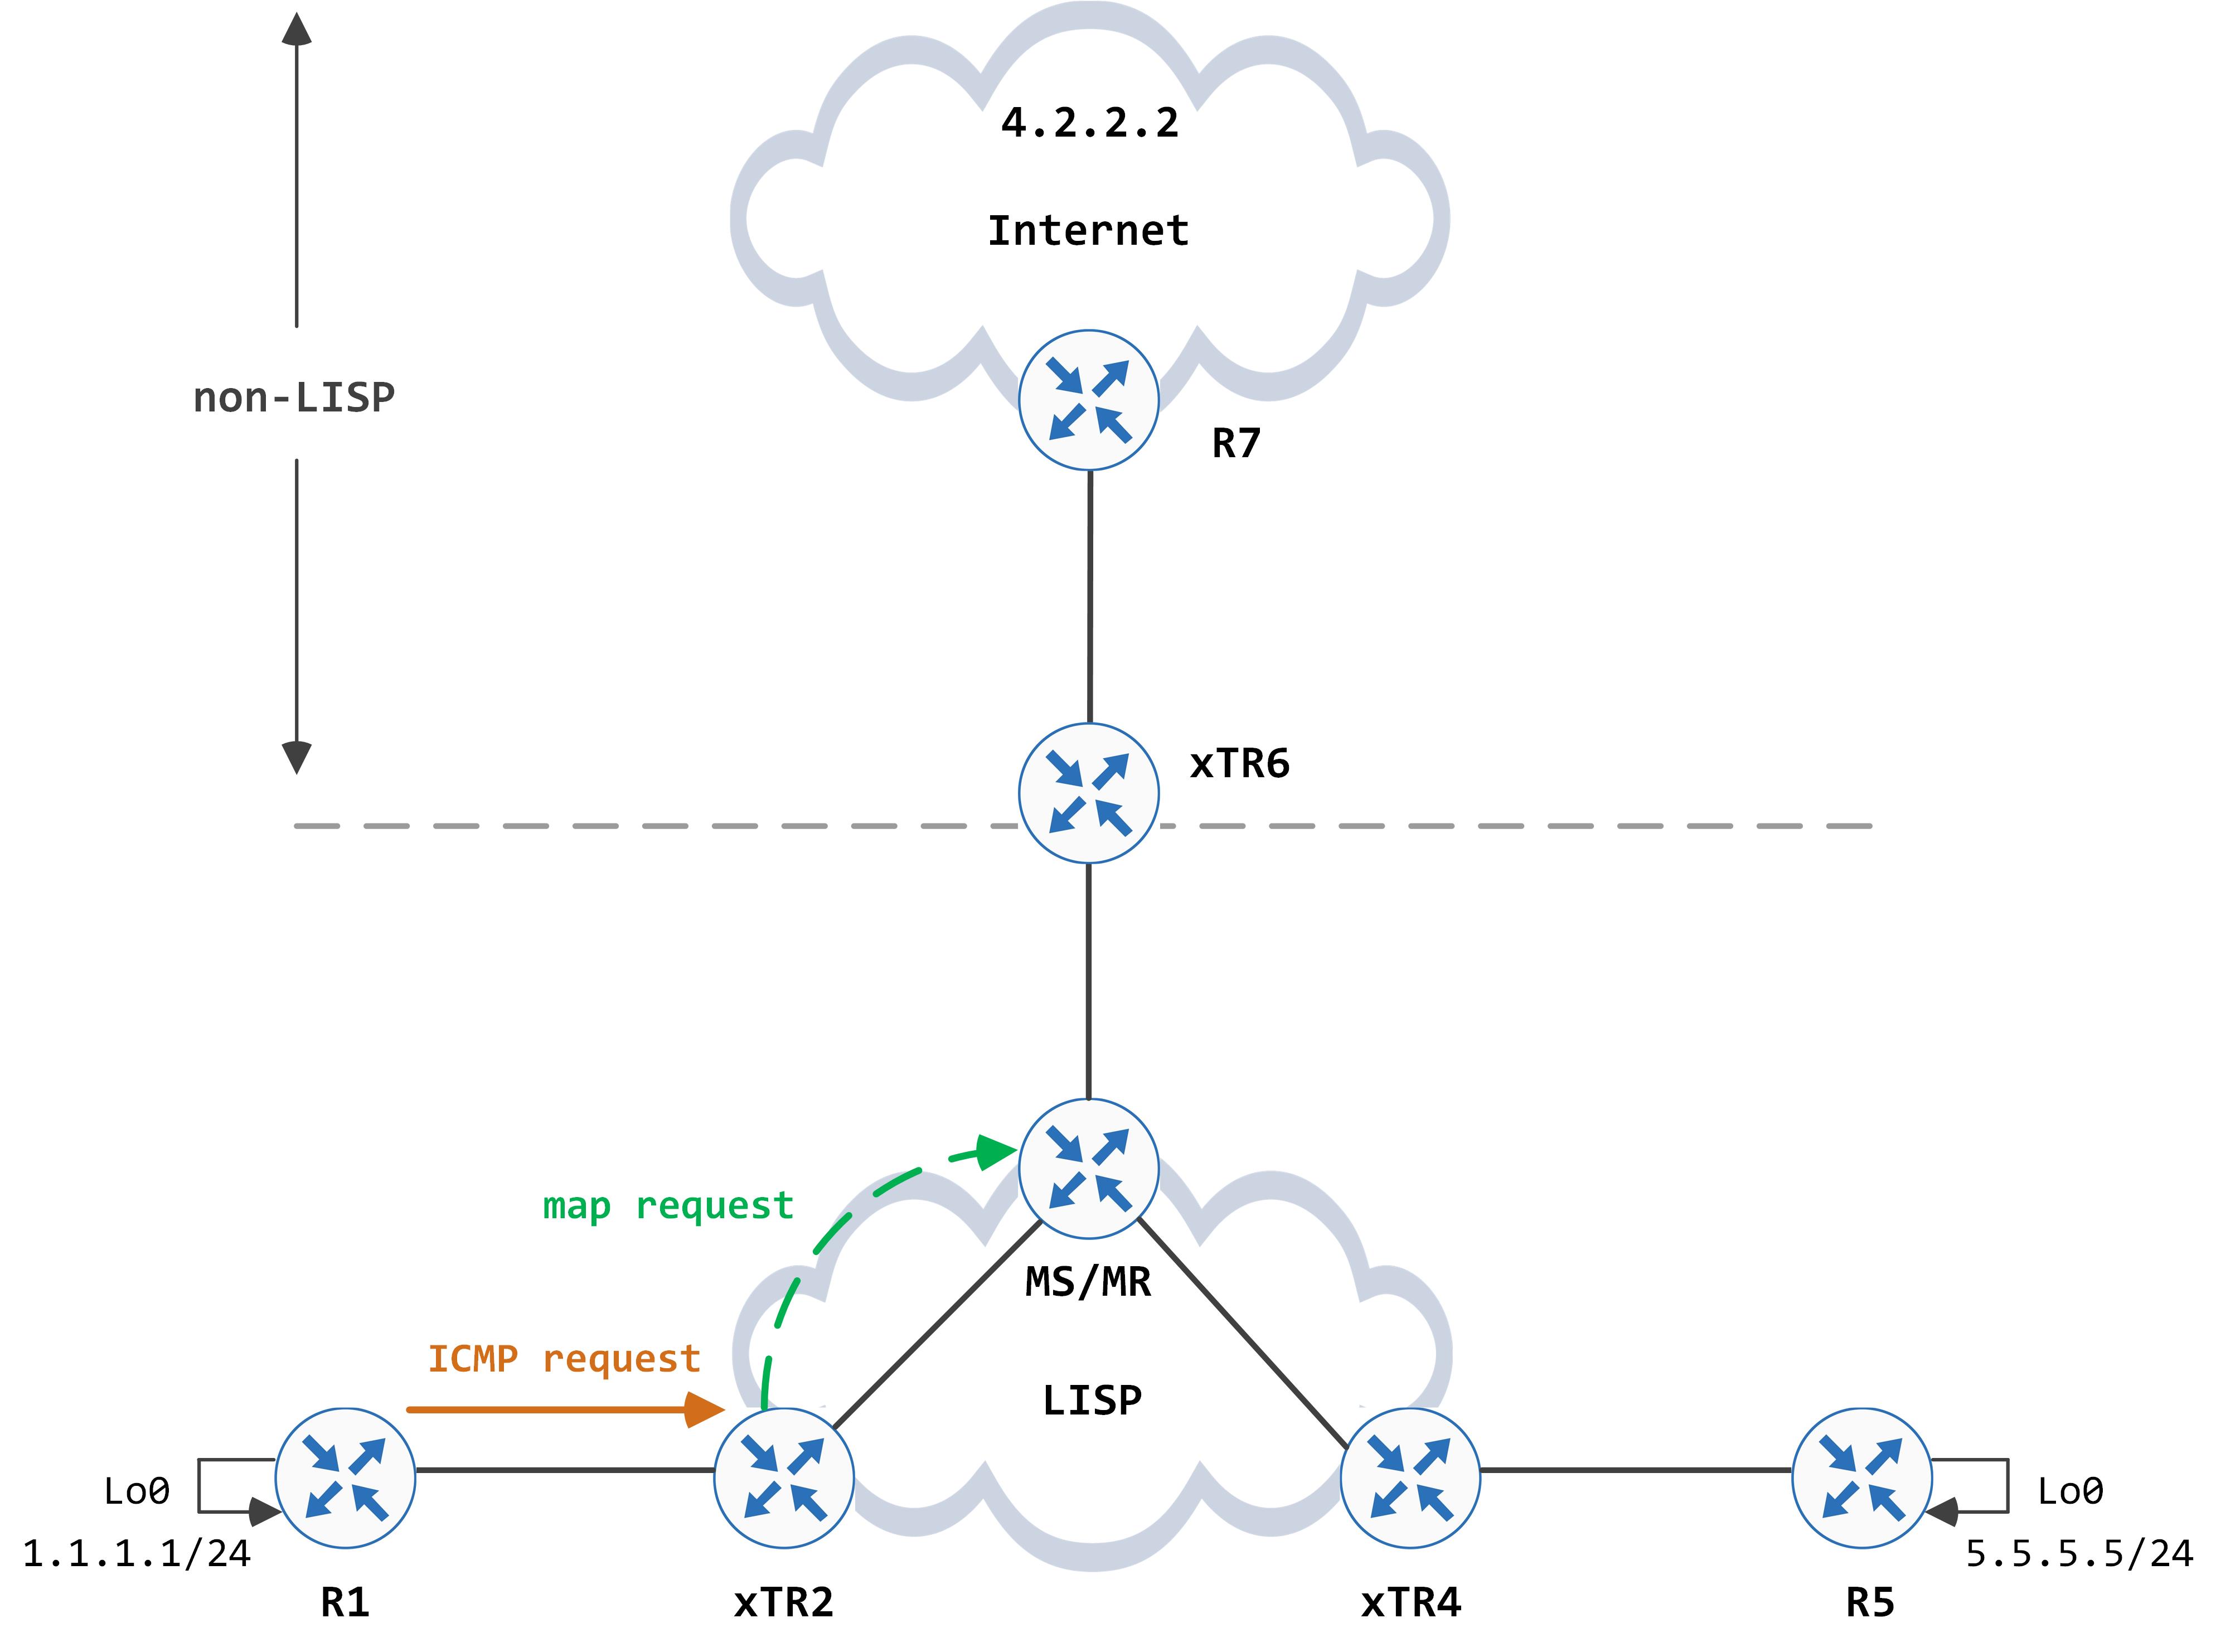 4.2.2.2
Internet
non-LISP
R7
xTR6
map request
MS/MR
ICMP request
LISP
Lo0
1.1.1.1/24
Lo0
5.5.5.5/24
R1
xTR2
xTR4
R5